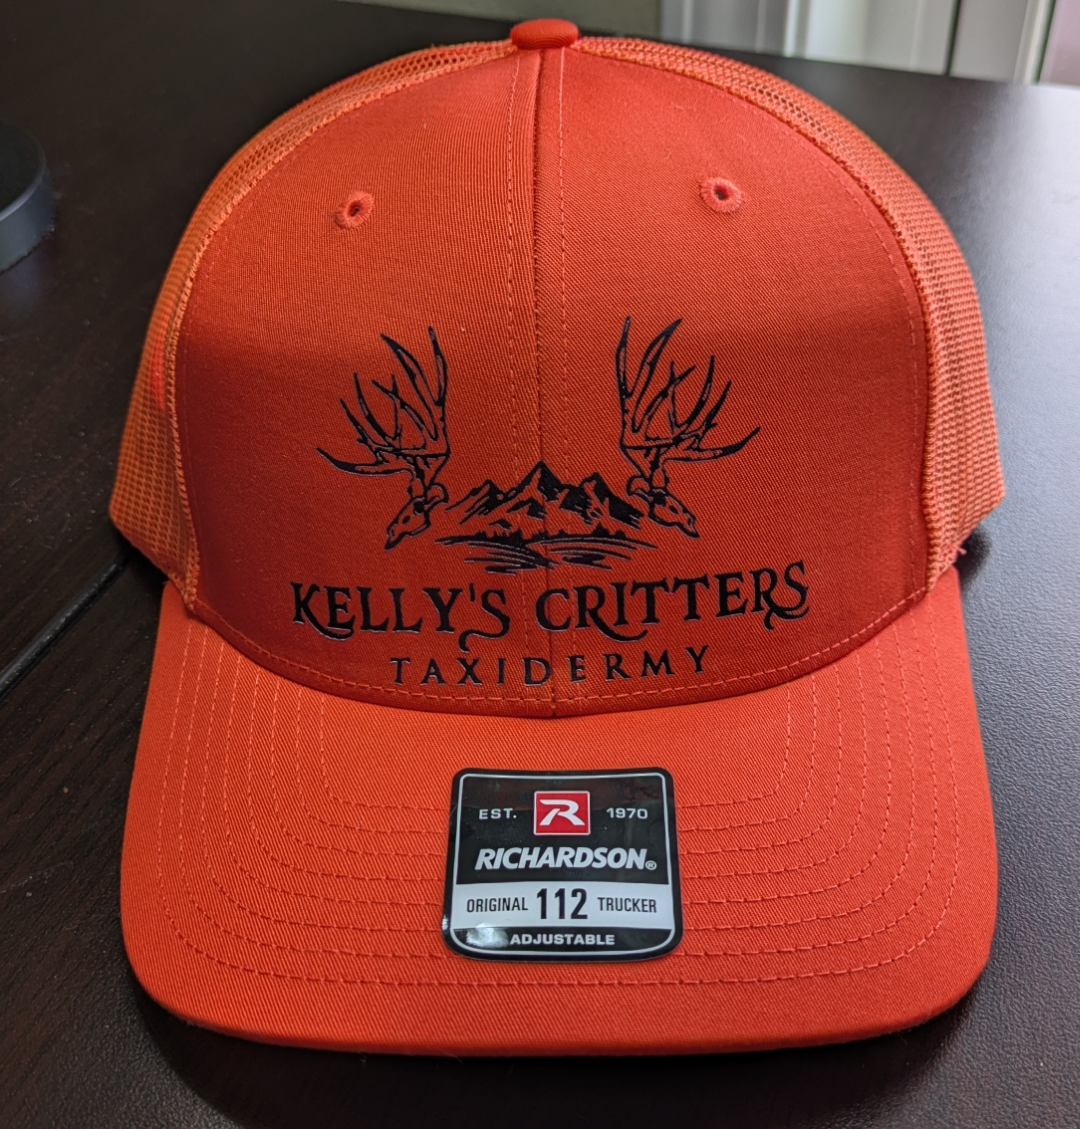 KELLY'S CRITTERS
TAXIDERMY
EST. R 1970
RICHARDSON®
ORIGINAL 112 TRUCKER
ADJUSTABLE